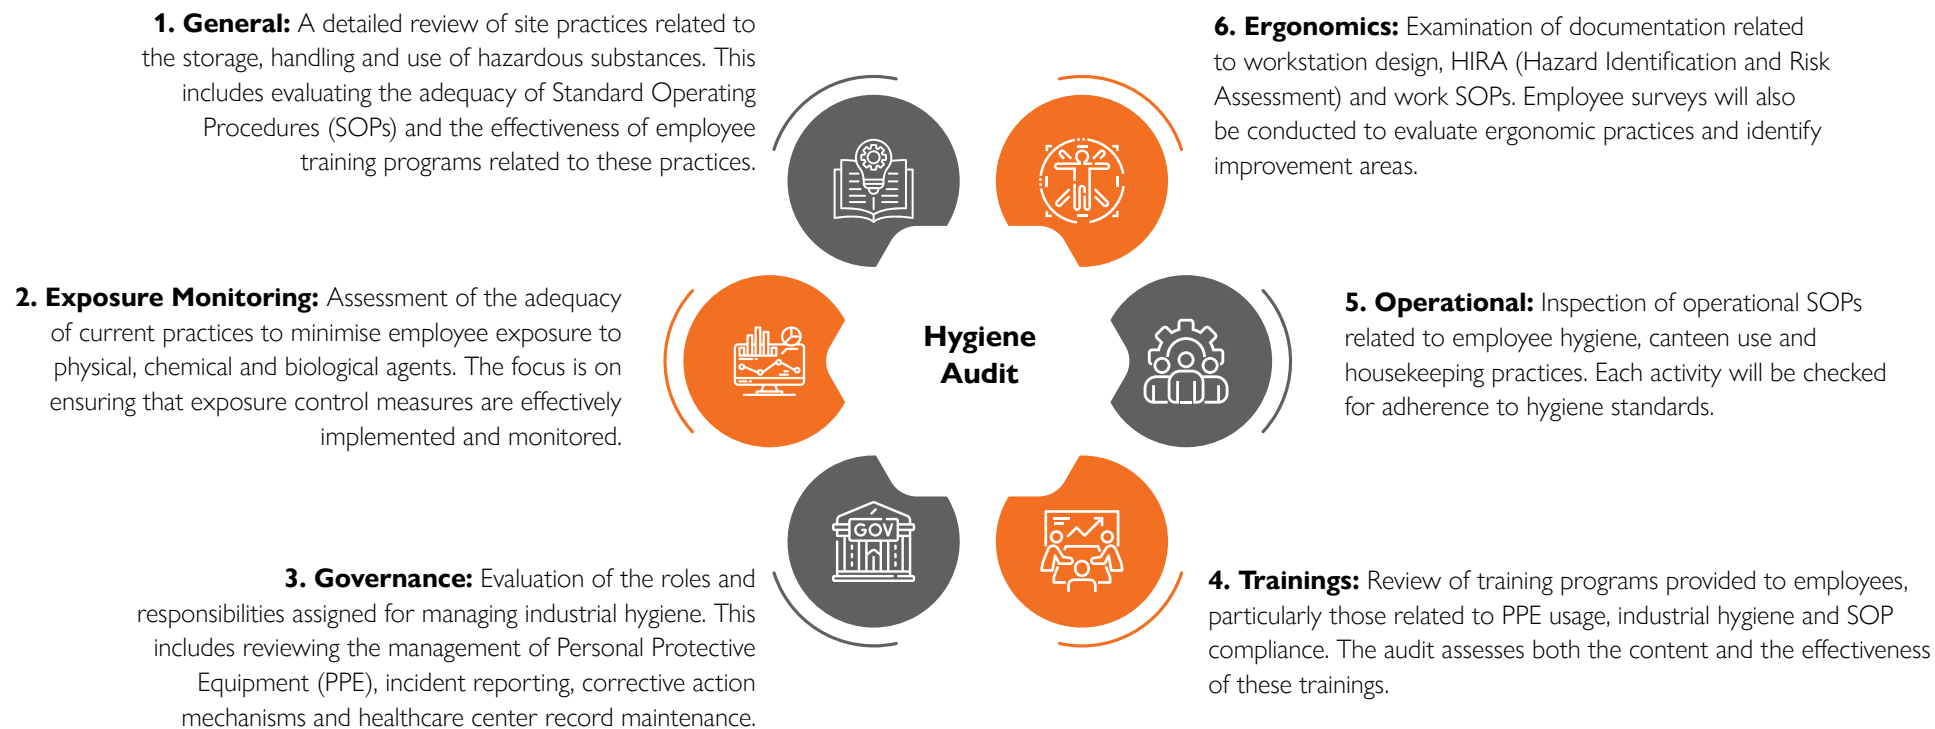 1. General: A detailed review of site practices related to
the storage, handling and use of hazardous substances. This
includes evaluating the adequacy of Standard Operating
Procedures (SOPs) and the effectiveness of employee
training programs related to these practices.
2. Exposure Monitoring: Assessment of the adequacy
of current practices to minimise employee exposure to
physical, chemical and biological agents. The focus is on
ensuring that exposure control measures are effectively
implemented and monitored.
3. Governance: Evaluation of the roles and
responsibilities assigned for managing industrial hygiene. This
includes reviewing the management of Personal Protective
Equipment (PPE), incident reporting, corrective action
mechanisms and healthcare center record maintenance.
GOV
Hygiene
Audit
4. Trainings: Review of training programs provided to employees,
particularly those related to PPE usage, industrial hygiene and SOP
compliance. The audit assesses both the content and the effectiveness
of these trainings.
5. Operational: Inspection of operational SOPs
related to employee hygiene, canteen use and
housekeeping practices. Each activity will be checked
for adherence to hygiene standards.
6. Ergonomics: Examination of documentation related
to workstation design, HIRA (Hazard Identification and Risk
Assessment) and work SOPs. Employee surveys will also
be conducted to evaluate ergonomic practices and identify
improvement areas.